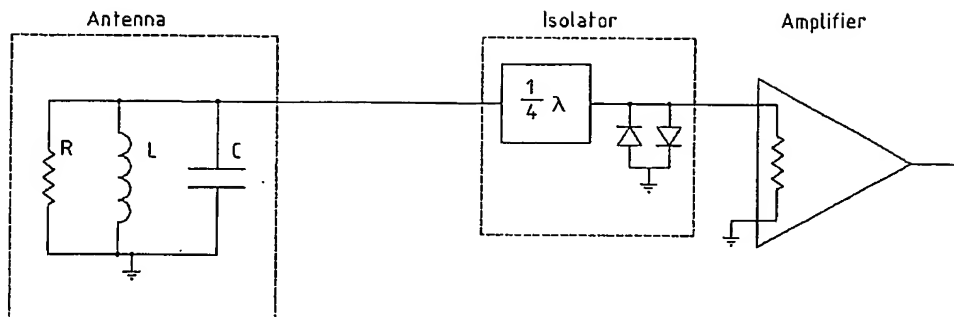 Antenna
Isolator
Amplifier
1/4 λ
R
L
C